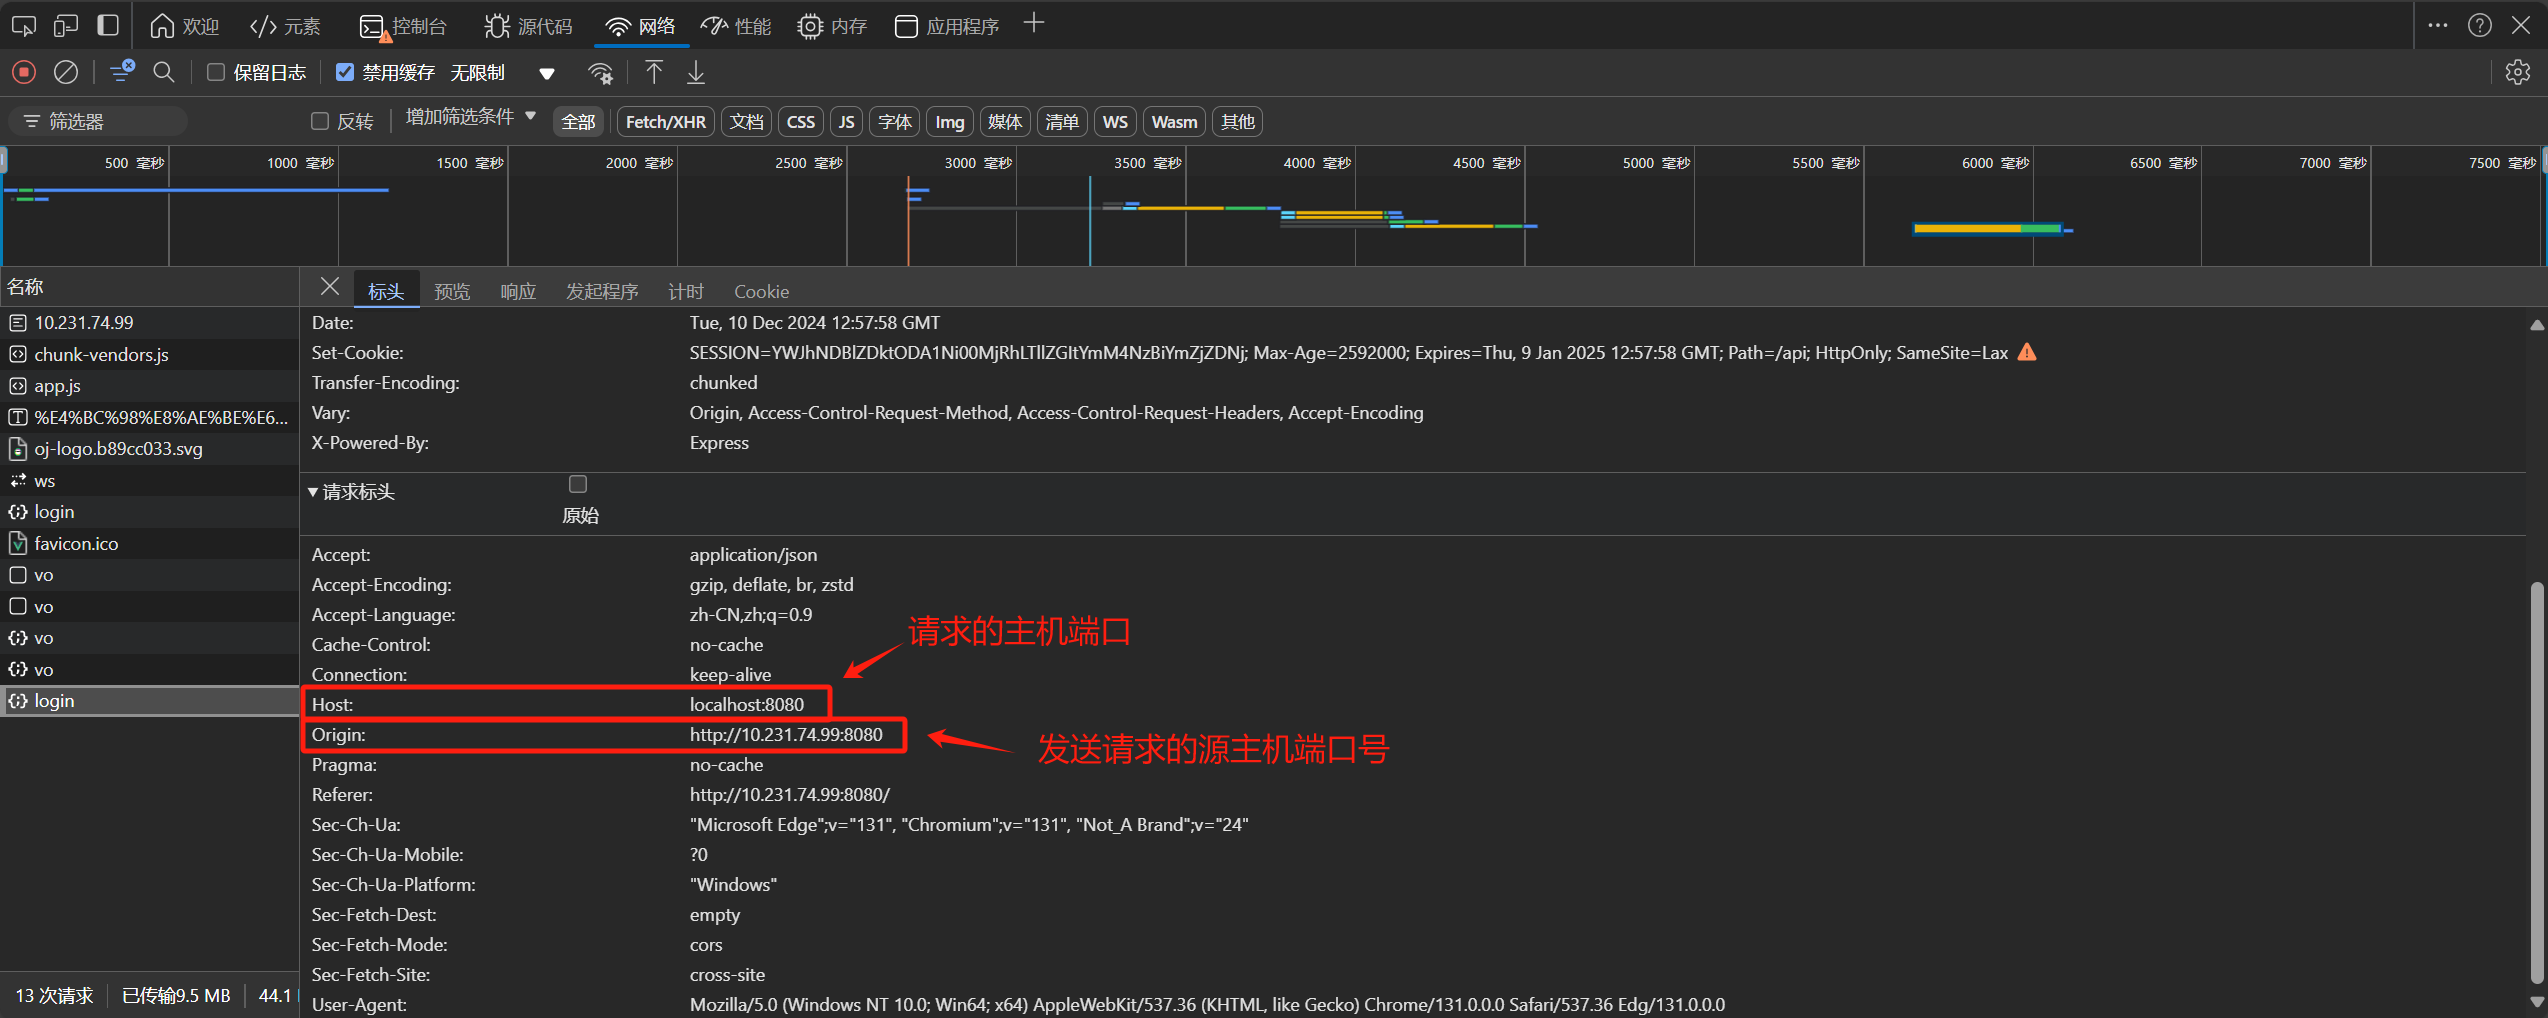 欢迎 元素 控制台 源代码 网络 性能 内存 应用程序
保留日志 禁用缓存 无限制
筛选器 反转 增加筛选条件 全部 Fetch/XHR 文档 CSS JS 字体 Img 媒体 清单 WS Wasm 其他
500 毫秒 1000 毫秒 1500 毫秒 2000 毫秒 2500 毫秒 3000 毫秒 3500 毫秒 4000 毫秒 4500 毫秒 5000 毫秒 5500 毫秒 6000 毫秒 6500 毫秒 7000 毫秒 7500 毫秒
名称
10.231.74.99
chunk-vendors.js
app.js
%E4%BC%98%E8%AE%BE%E6...
oj-logo.b89cc033.svg
ws
login
favicon.ico
vo
vo
vo
vo
login
13 次请求 已传输9.5 MB 44.1
标头 预览 响应 发起程序 计时 Cookie
Date: Tue, 10 Dec 2024 12:57:58 GMT
Set-Cookie: SESSION=YWJhNDBlZDktODA1Ni00MjRhLTllZGItYmM4NzBiYmZjZDNj; Max-Age=2592000; Expires=Thu, 9 Jan 2025 12:57:58 GMT; Path=/api; HttpOnly; SameSite=Lax
Transfer-Encoding: chunked
Vary: Origin, Access-Control-Request-Method, Access-Control-Request-Headers, Accept-Encoding
X-Powered-By: Express
请求标头
原始
Accept: application/json
Accept-Encoding: gzip, deflate, br, zstd
Accept-Language: zh-CN,zh;q=0.9
请求的主机端口
Cache-Control: no-cache
Connection: keep-alive
Host: localhost:8080
Origin: http://10.231.74.99:8080
发送请求的源主机端口号
Pragma: no-cache
Referer: http://10.231.74.99:8080/
Sec-Ch-Ua: "Microsoft Edge";v="131", "Chromium";v="131", "Not_A Brand";v="24"
Sec-Ch-Ua-Mobile: ?0
Sec-Ch-Ua-Platform: "Windows"
Sec-Fetch-Dest: empty
Sec-Fetch-Mode: cors
Sec-Fetch-Site: cross-site
User-Agent: Mozilla/5.0 (Windows NT 10.0; Win64; x64) AppleWebKit/537.36 (KHTML, like Gecko) Chrome/131.0.0.0 Safari/537.36 Edg/131.0.0.0